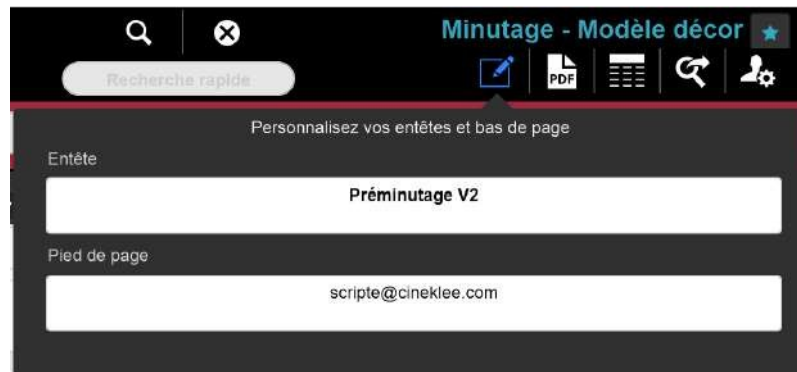 Minutage - Modèle décor
Recherche rapide
PDF
Personnalisez vos entêtes et bas de page
Entête
Préminutage V2
Pied de page
scripte@cineklee.com